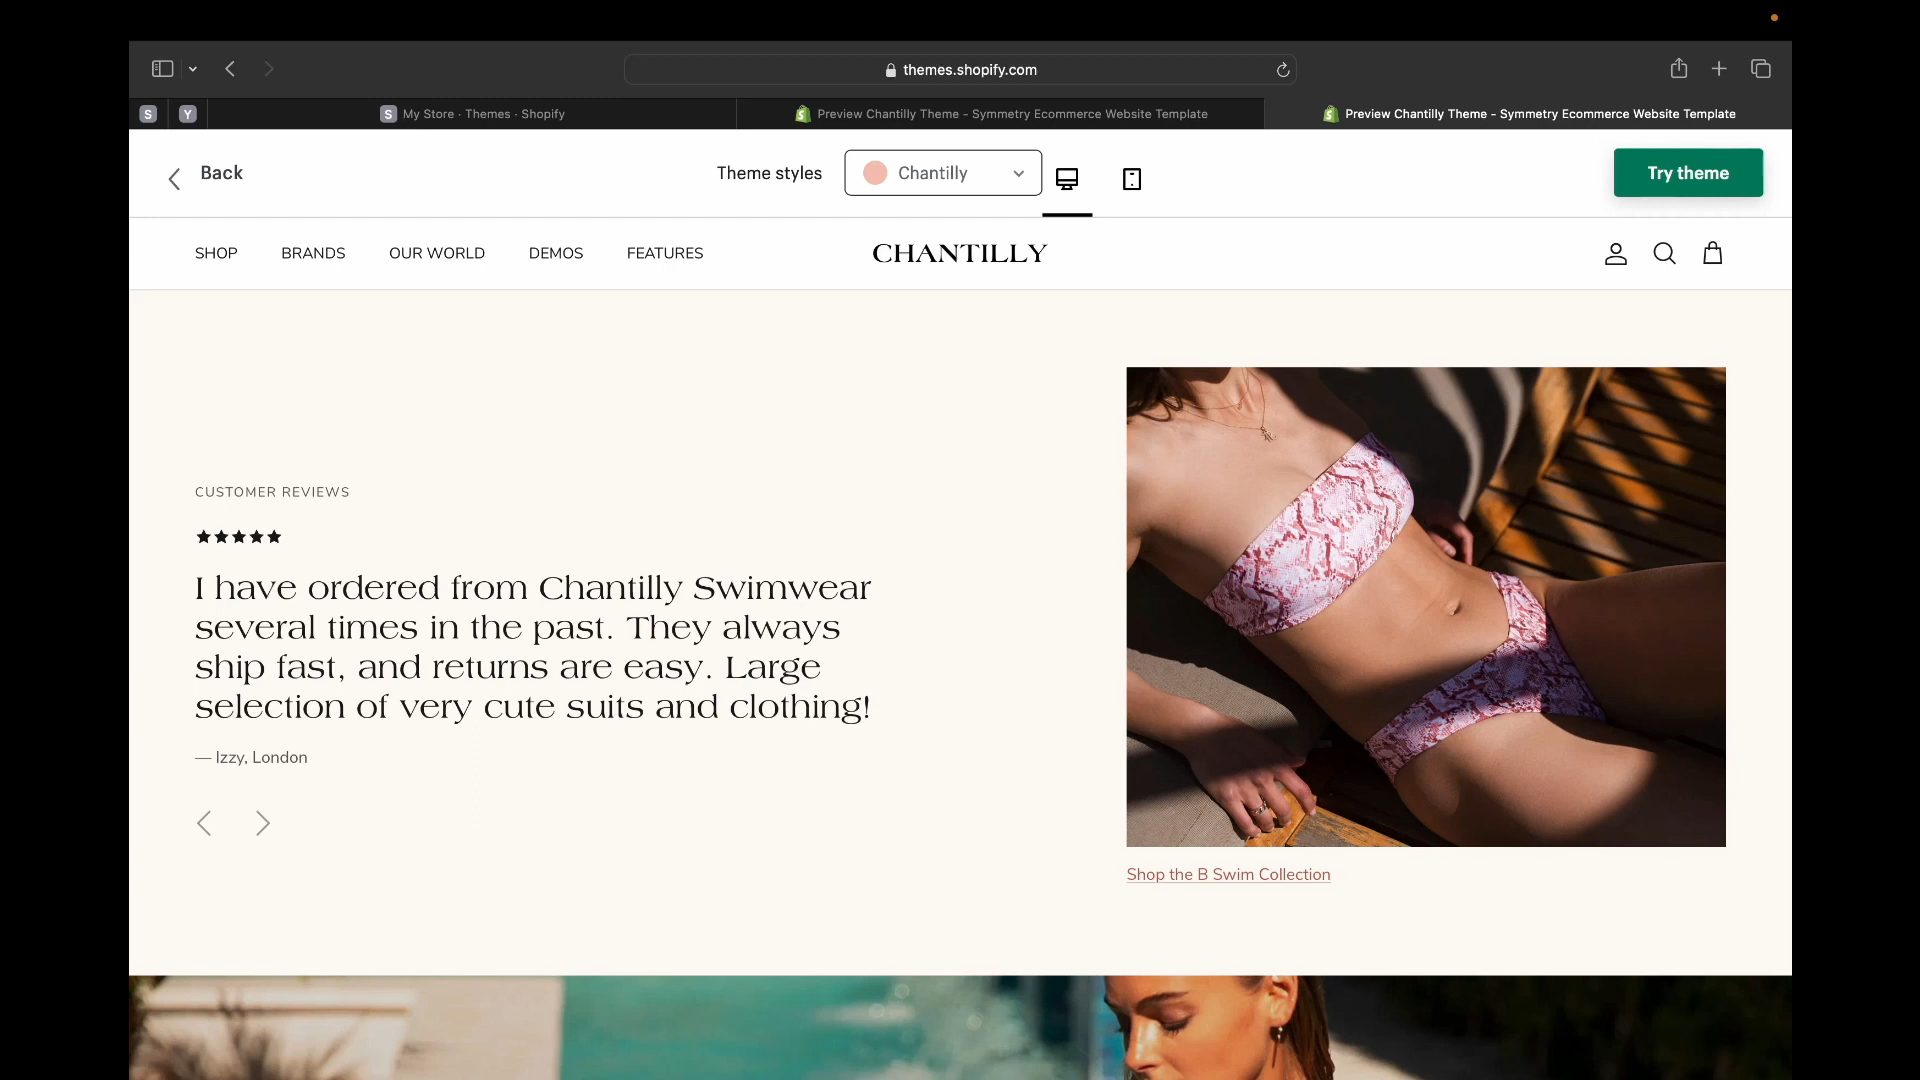 themes.shopify.com
S
Y
S My Store · Themes · Shopify
Preview Chantilly Theme - Symmetry Ecommerce Website Template
Preview Chantilly Theme - Symmetry Ecommerce Website Template
Back
Theme styles
Chantilly
Try theme
SHOP
BRANDS
OUR WORLD
DEMOS
FEATURES
CHANTILLY
CUSTOMER REVIEWS
★★★★★
I have ordered from Chantilly Swimwear
several times in the past. They always
ship fast, and returns are easy. Large
selection of very cute suits and clothing!
— Izzy, London
Shop the B Swim Collection